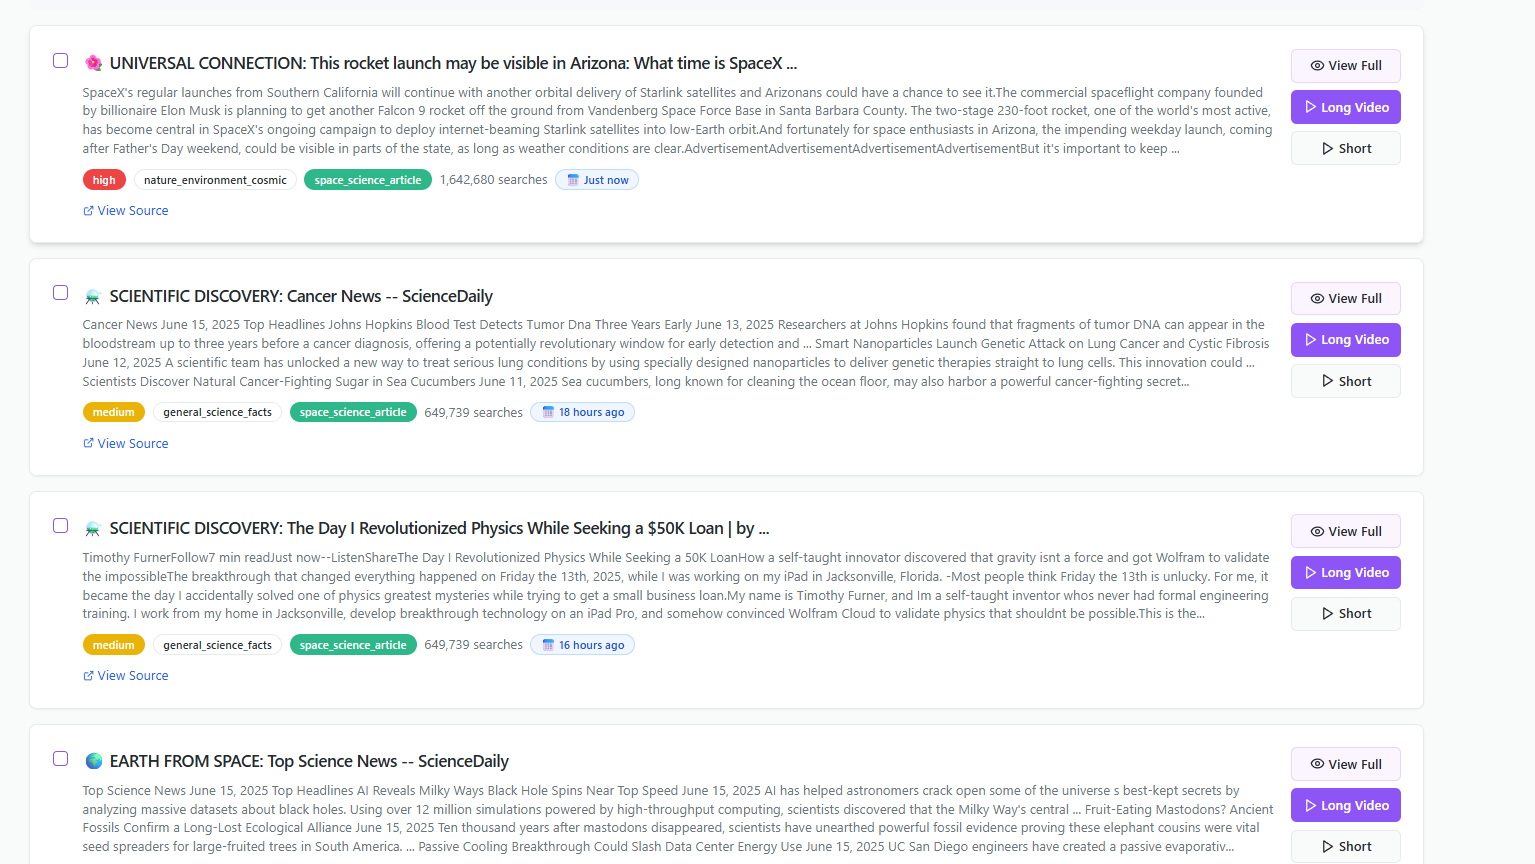 UNIVERSAL CONNECTION: This rocket launch may be visible in Arizona: What time is SpaceX ...
View Full
SpaceX's regular launches from Southern California will continue with another orbital delivery of Starlink satellites and Arizonans could have a chance to see it.The commercial spaceflight company founded
by billionaire Elon Musk is planning to get another Falcon 9 rocket off the ground from Vandenberg Space Force Base in Santa Barbara County. The two-stage 230-foot rocket, one of the world's most active,
Long Video
has become central in SpaceX's ongoing campaign to deploy internet-beaming Starlink satellites into low-Earth orbit.And fortunately for space enthusiasts in Arizona, the impending weekday launch, coming
after Father's Day weekend, could be visible in parts of the state, as long as weather conditions are clear.AdvertisementAdvertisementAdvertisementAdvertisementBut it's important to keep ...
Short
high nature_environment_cosmic space_science_article 1,642,680 searches Just now
View Source
SCIENTIFIC DISCOVERY: Cancer News -- ScienceDaily
View Full
Cancer News June 15, 2025 Top Headlines Johns Hopkins Blood Test Detects Tumor Dna Three Years Early June 13, 2025 Researchers at Johns Hopkins found that fragments of tumor DNA can appear in the
bloodstream up to three years before a cancer diagnosis, offering a potentially revolutionary window for early detection and ... Smart Nanoparticles Launch Genetic Attack on Lung Cancer and Cystic Fibrosis
Long Video
June 12, 2025 A scientific team has unlocked a new way to treat serious lung conditions by using specially designed nanoparticles to deliver genetic therapies straight to lung cells. This innovation could ...
Scientists Discover Natural Cancer-Fighting Sugar in Sea Cucumbers June 11, 2025 Sea cucumbers, long known for cleaning the ocean floor, may also harbor a powerful cancer-fighting secret...
Short
medium general_science_facts space_science_article 649,739 searches 18 hours ago
View Source
SCIENTIFIC DISCOVERY: The Day I Revolutionized Physics While Seeking a $50K Loan | by ...
View Full
Timothy FurnerFollow7 min readJust now--ListenShareThe Day I Revolutionized Physics While Seeking a 50K LoanHow a self-taught innovator discovered that gravity isnt a force and got Wolfram to validate
the impossibleThe breakthrough that changed everything happened on Friday the 13th, 2025, while I was working on my iPad in Jacksonville, Florida. -Most people think Friday the 13th is unlucky. For me, it
Long Video
became the day I accidentally solved one of physics greatest mysteries while trying to get a small business loan.My name is Timothy Furner, and Im a self-taught inventor whos never had formal engineering
training. I work from my home in Jacksonville, develop breakthrough technology on an iPad Pro, and somehow convinced Wolfram Cloud to validate physics that shouldnt be possible.This is the...
Short
medium general_science_facts space_science_article 649,739 searches 16 hours ago
View Source
EARTH FROM SPACE: Top Science News -- ScienceDaily
View Full
Top Science News June 15, 2025 Top Headlines AI Reveals Milky Ways Black Hole Spins Near Top Speed June 15, 2025 AI has helped astronomers crack open some of the universe s best-kept secrets by
analyzing massive datasets about black holes. Using over 12 million simulations powered by high-throughput computing, scientists discovered that the Milky Way's central ... Fruit-Eating Mastodons? Ancient
Long Video
Fossils Confirm a Long-Lost Ecological Alliance June 15, 2025 Ten thousand years after mastodons disappeared, scientists have unearthed powerful fossil evidence proving these elephant cousins were vital
seed spreaders for large-fruited trees in South America. ... Passive Cooling Breakthrough Could Slash Data Center Energy Use June 15, 2025 UC San Diego engineers have created a passive evaporativ...
Short